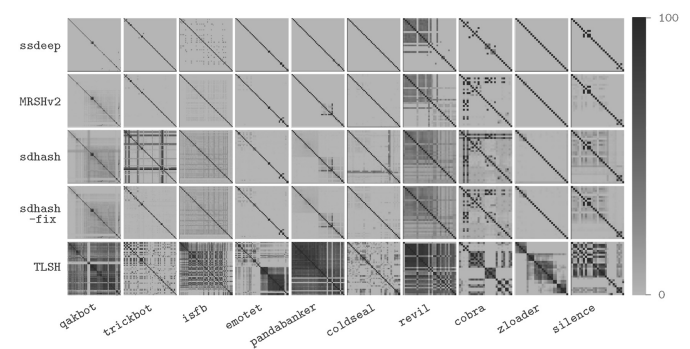 100
ssdeep
MRSHv2
sdhash
sdhash
-fix
TLSH
0
qakbot
trickbot
isfb
emotet
pandabanker
coldseal
revil
cobra
zloader
silence